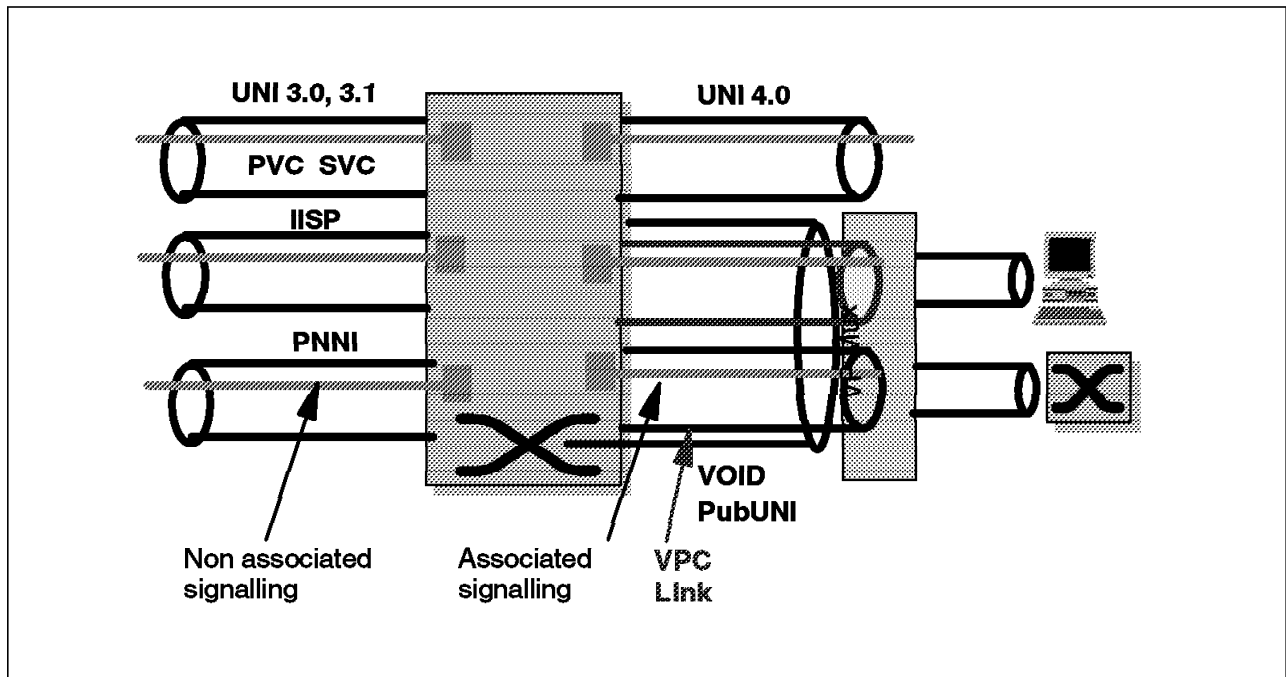 UNI 3.0, 3.1
UNI 4.0
PVC SVC
IISP
PNNI
VOID
PubUNI
Non associated
signalling
Associated
signalling
VPC
Link